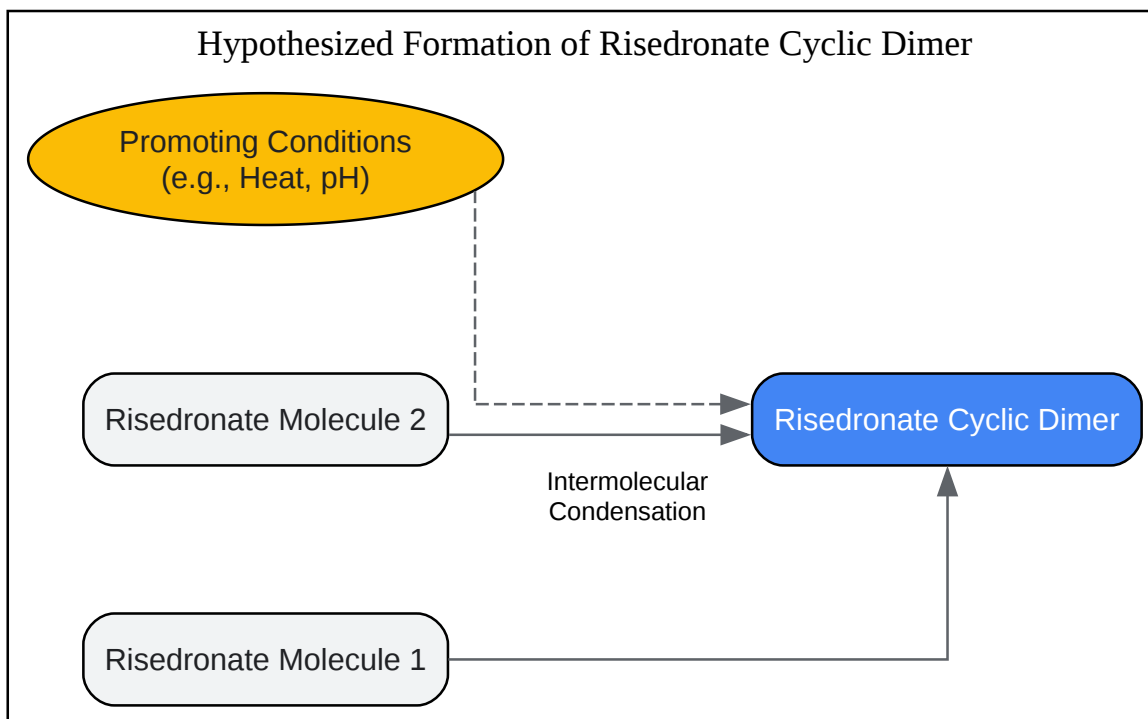 Hypothesized Formation of Risedronate Cyclic Dimer
Promoting Conditions
(e.g., Heat, pH)
Risedronate Molecule 2
Risedronate Cyclic Dimer
Intermolecular
Condensation
Risedronate Molecule 1